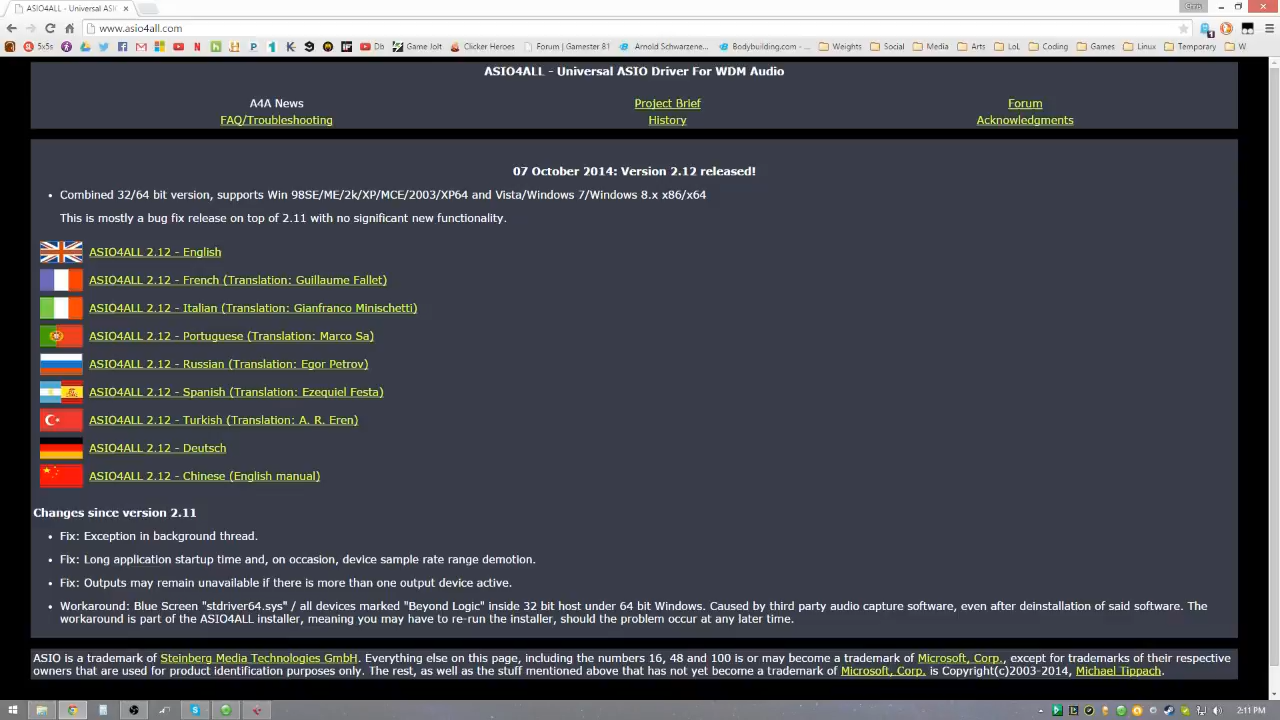 ASIO4ALL - Universal ASI
Chris
www.asio4all.com
5x5s
Db
Game Jolt
Clicker Heroes
Forum | Gamester 81
Arnold Schwarzene...
Bodybuilding.com - ...
Weights
Social
Media
Arts
LoL
Coding
Games
Linux
Temporary
W
ASIO4ALL - Universal ASIO Driver For WDM Audio
A4A News Project Brief Forum
FAQ/Troubleshooting History Acknowledgments
07 October 2014: Version 2.12 released!
• Combined 32/64 bit version, supports Win 98SE/ME/2k/XP/MCE/2003/XP64 and Vista/Windows 7/Windows 8.x x86/x64
This is mostly a bug fix release on top of 2.11 with no significant new functionality.
ASIO4ALL 2.12 - English
ASIO4ALL 2.12 - French (Translation: Guillaume Fallet)
ASIO4ALL 2.12 - Italian (Translation: Gianfranco Minischetti)
ASIO4ALL 2.12 - Portuguese (Translation: Marco Sa)
ASIO4ALL 2.12 - Russian (Translation: Egor Petrov)
ASIO4ALL 2.12 - Spanish (Translation: Ezequiel Festa)
ASIO4ALL 2.12 - Turkish (Translation: A. R. Eren)
ASIO4ALL 2.12 - Deutsch
ASIO4ALL 2.12 - Chinese (English manual)
Changes since version 2.11
• Fix: Exception in background thread.
• Fix: Long application startup time and, on occasion, device sample rate range demotion.
• Fix: Outputs may remain unavailable if there is more than one output device active.
• Workaround: Blue Screen "stdriver64.sys" / all devices marked "Beyond Logic" inside 32 bit host under 64 bit Windows. Caused by third party audio capture software, even after deinstallation of said software. The
workaround is part of the ASIO4ALL installer, meaning you may have to re-run the installer, should the problem occur at any later time.
ASIO is a trademark of Steinberg Media Technologies GmbH. Everything else on this page, including the numbers 16, 48 and 100 is or may become a trademark of Microsoft, Corp., except for trademarks of their respective
owners that are used for product identification purposes only. The rest, as well as the stuff mentioned above that has not yet become a trademark of Microsoft, Corp. is Copyright(c)2003-2014, Michael Tippach.
2:11 PM